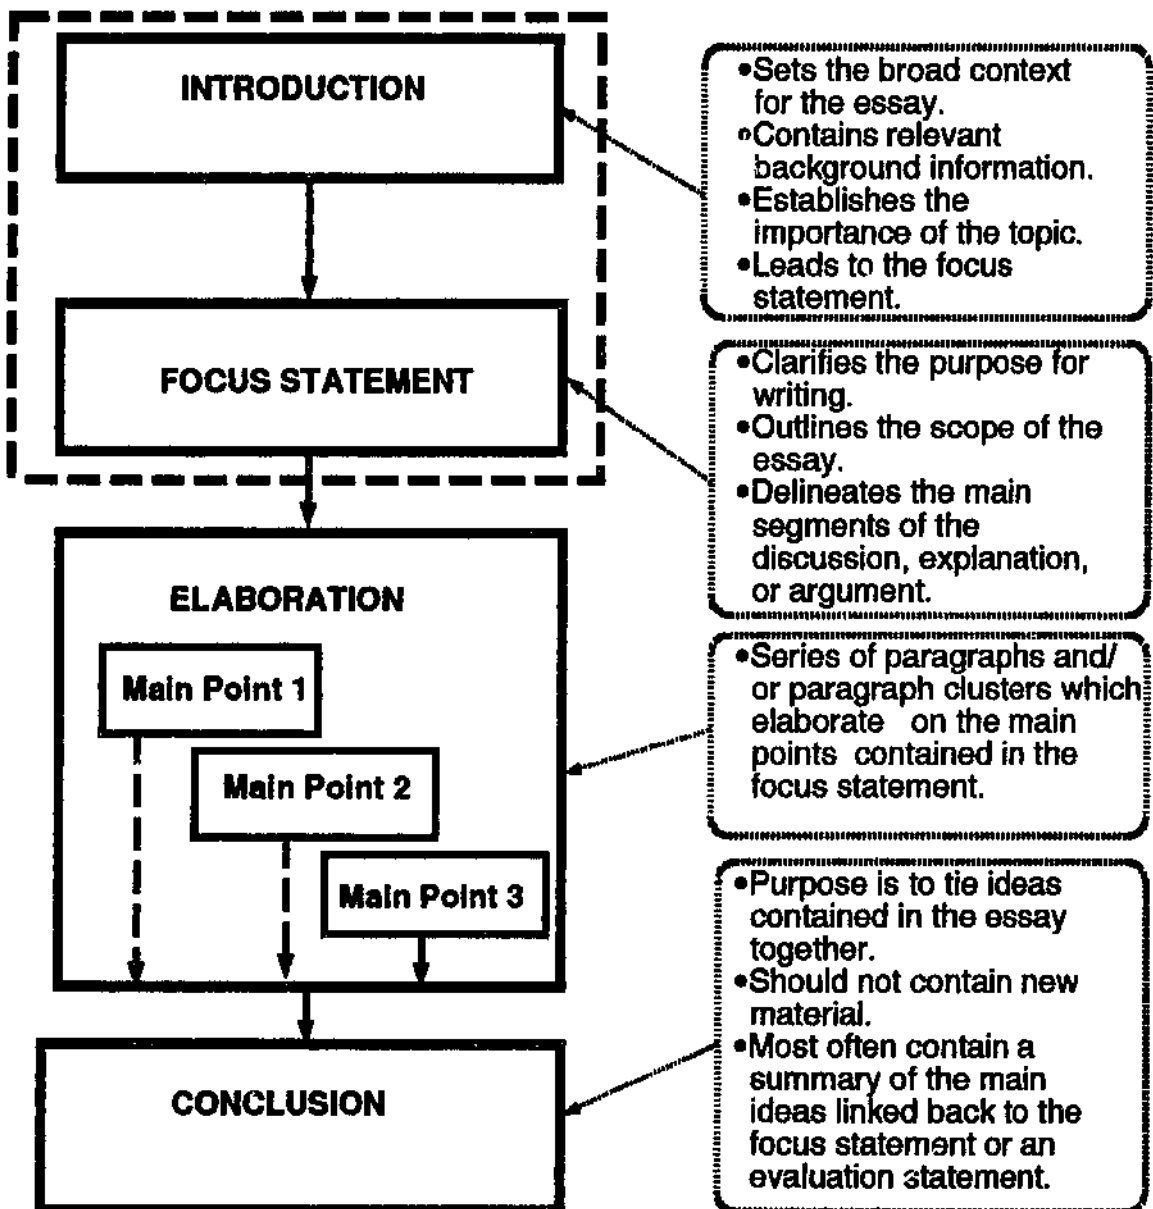 INTRODUCTION
•Sets the broad context
for the essay.
•Contains relevant
background information.
•Establishes the
importance of the topic.
•Leads to the focus
statement.
FOCUS STATEMENT
•Clarifies the purpose for
writing.
•Outlines the scope of the
essay.
•Delineates the main
segments of the
discussion, explanation,
or argument.
ELABORATION
Main Point 1
Main Point 2
Main Point 3
•Series of paragraphs and/
or paragraph clusters which
elaborate on the main
points contained in the
focus statement.
CONCLUSION
•Purpose is to tie ideas
contained in the essay
together.
•Should not contain new
material.
•Most often contain a
summary of the main
ideas linked back to the
focus statement or an
evaluation statement.